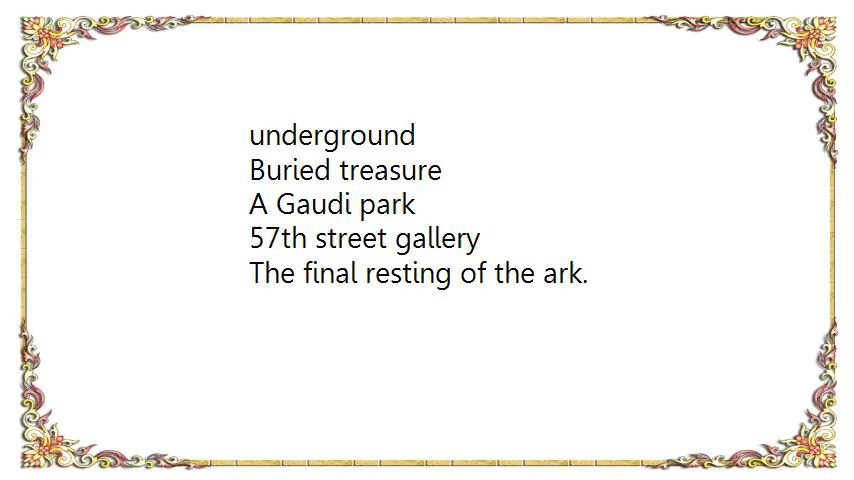 underground
Buried treasure
A Gaudi park
57th street gallery
The final resting of the ark.